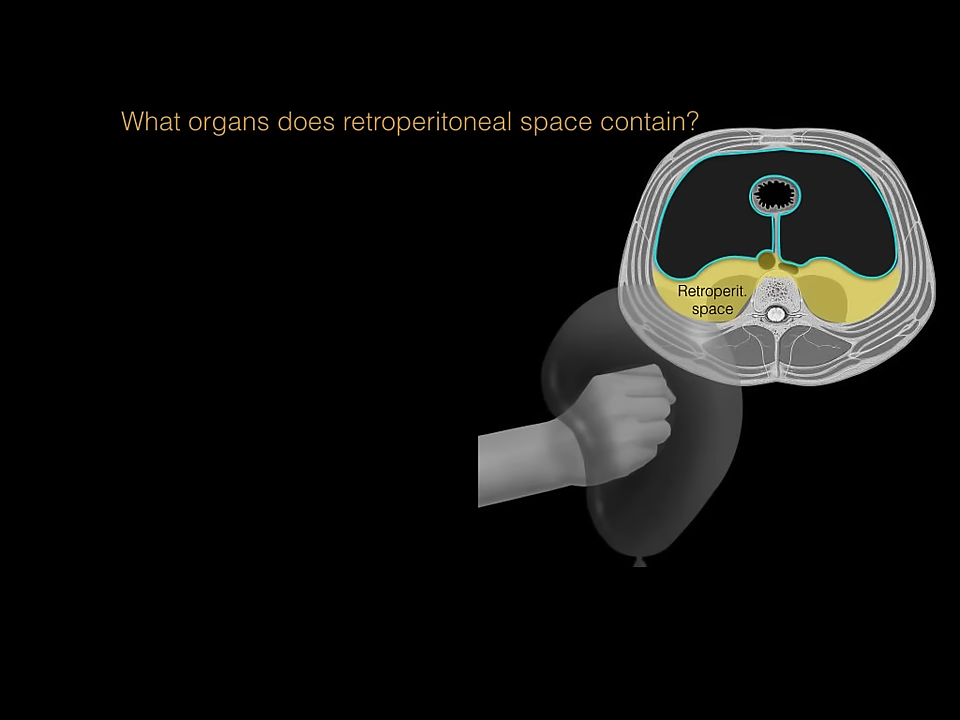 What organs does retroperitoneal space contain?
Retroperit.
space